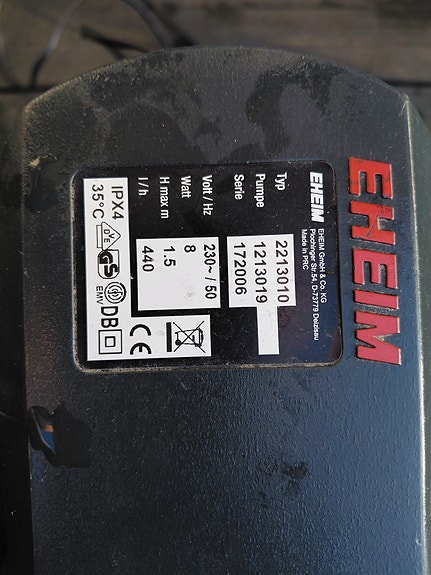 EHEIM
EHEIM
EHEIM GmbH & Co. KG
Plochinger Str.54, D-73779 Deizisau
Made in PRC
Typ 2213010
Pumpe 1213019
Serie 172006
Volt / Hz 230~ / 50
Watt 8
H max m 1.5
l / h 440
IPX4
35°C
DVE
GS
EMV
DB
CE